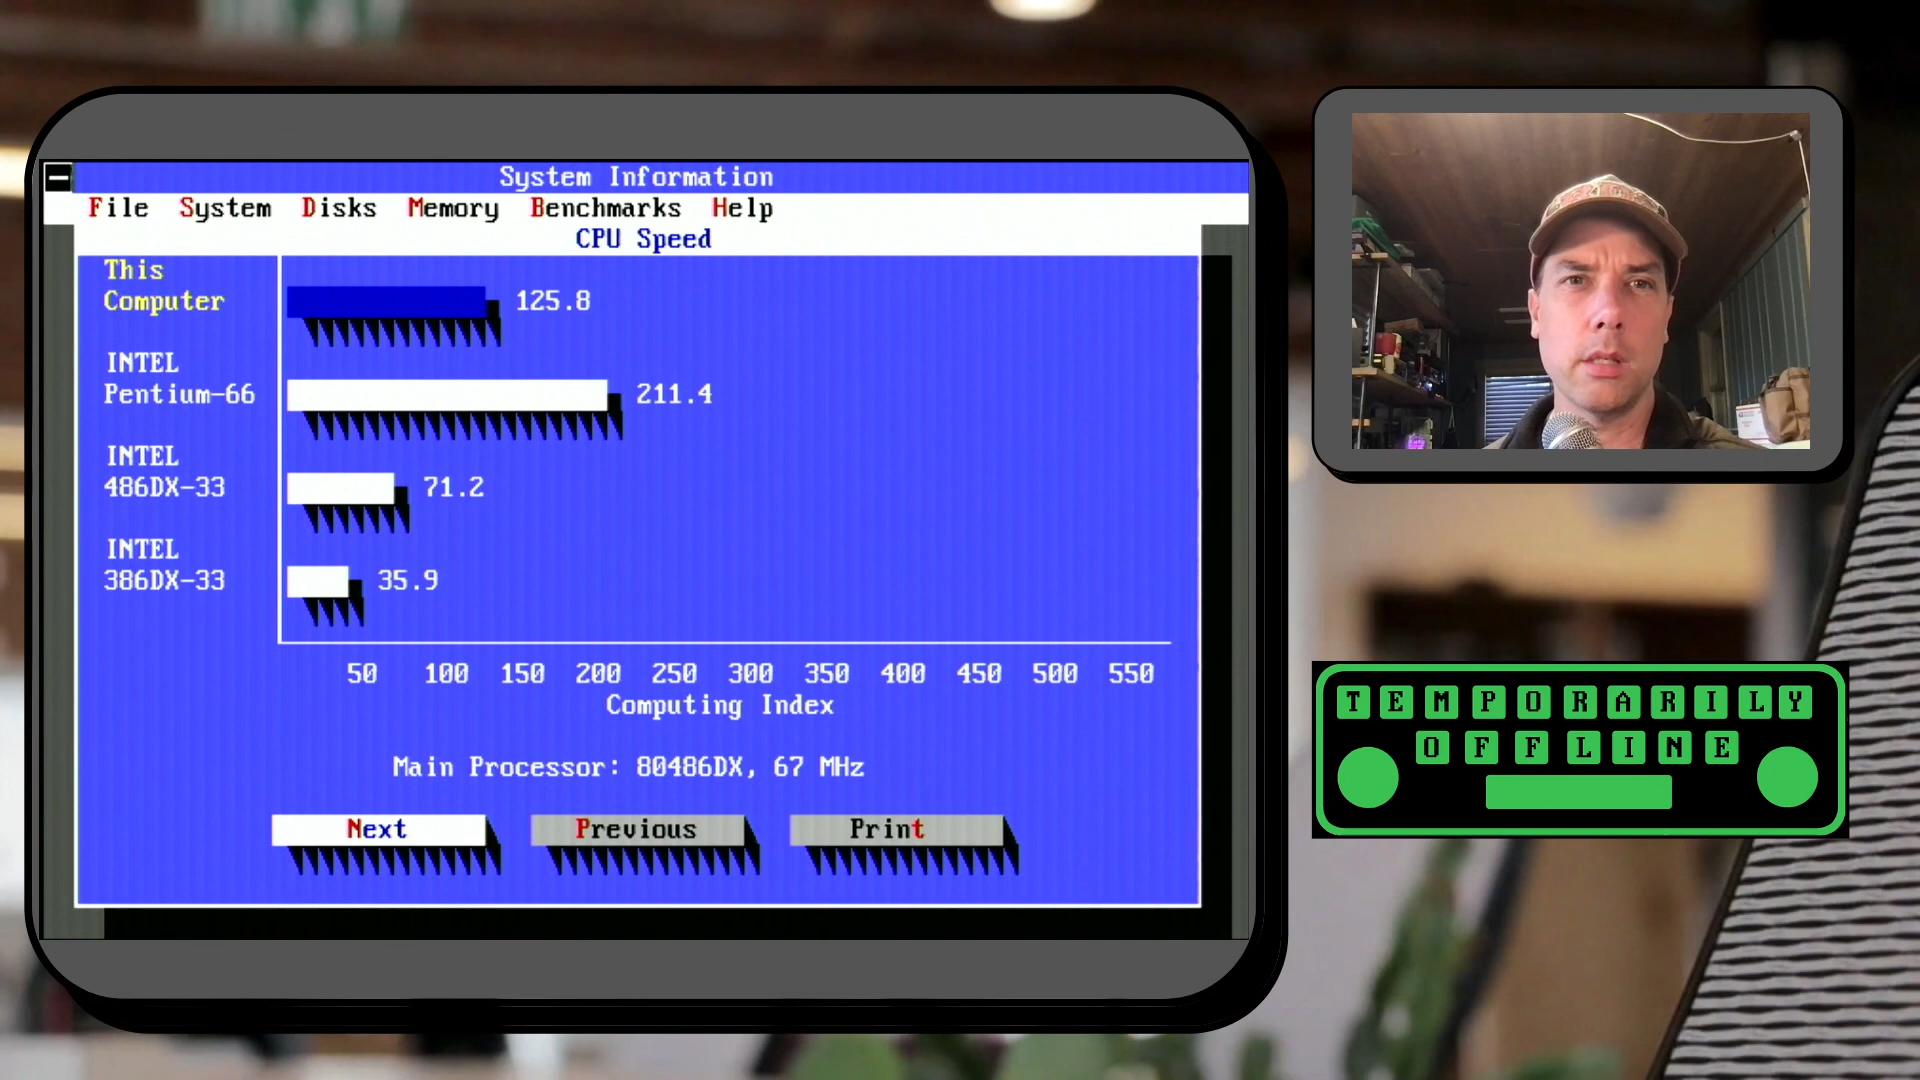 System Information
File System Disks Memory Benchmarks Help
CPU Speed
This
Computer 125.8
INTEL
Pentium-66 211.4
INTEL
486DX-33 71.2
INTEL
386DX-33 35.9
50 100 150 200 250 300 350 400 450 500 550
Computing Index
Main Processor: 80486DX, 67 MHz
Next Previous Print
TEMPORARILY
OFFLINE